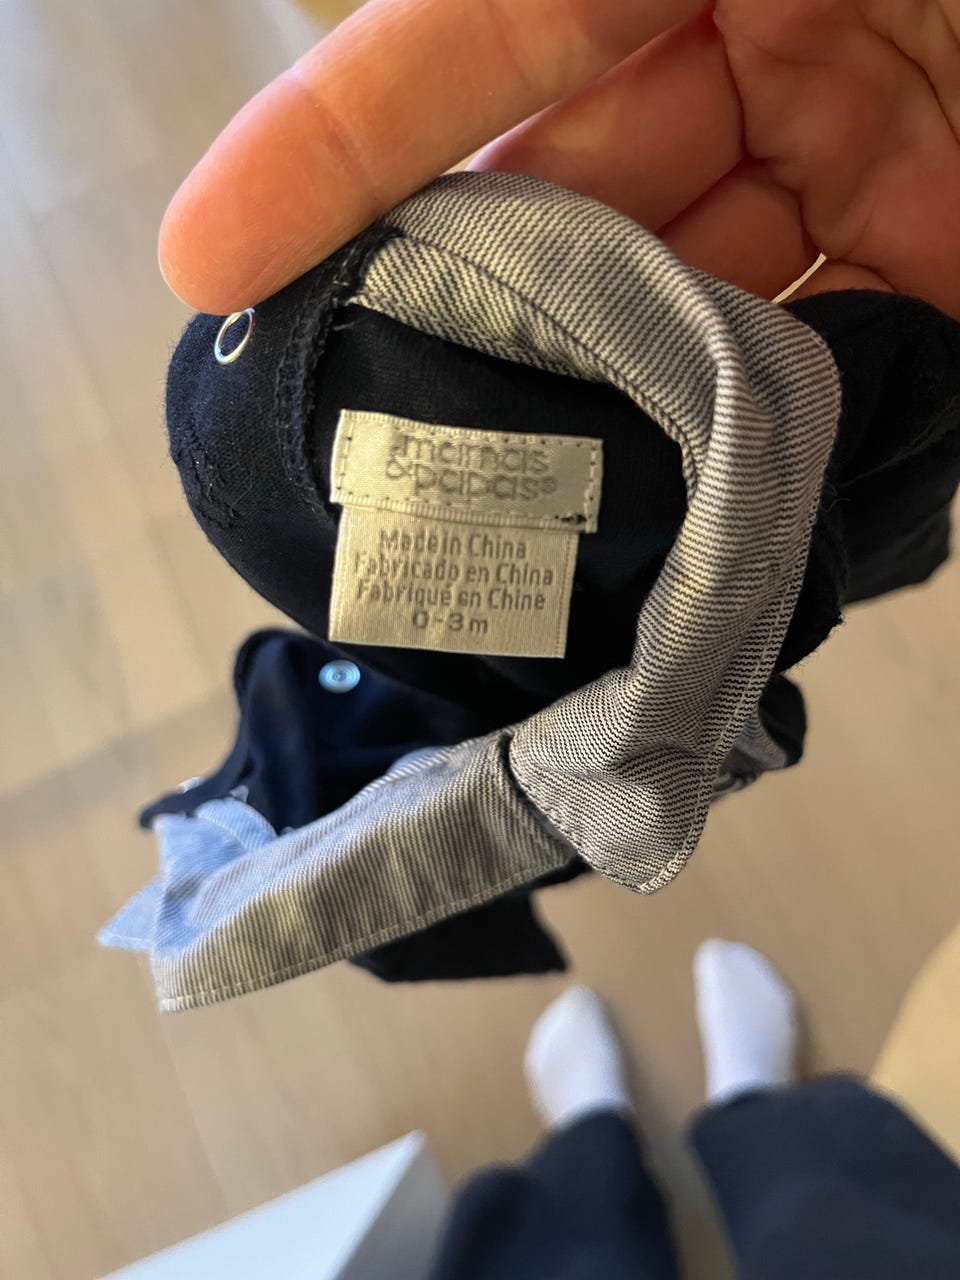 mamas
&papas®
Made in China
Fabricado en China
Fabriqué en Chine
0-3m